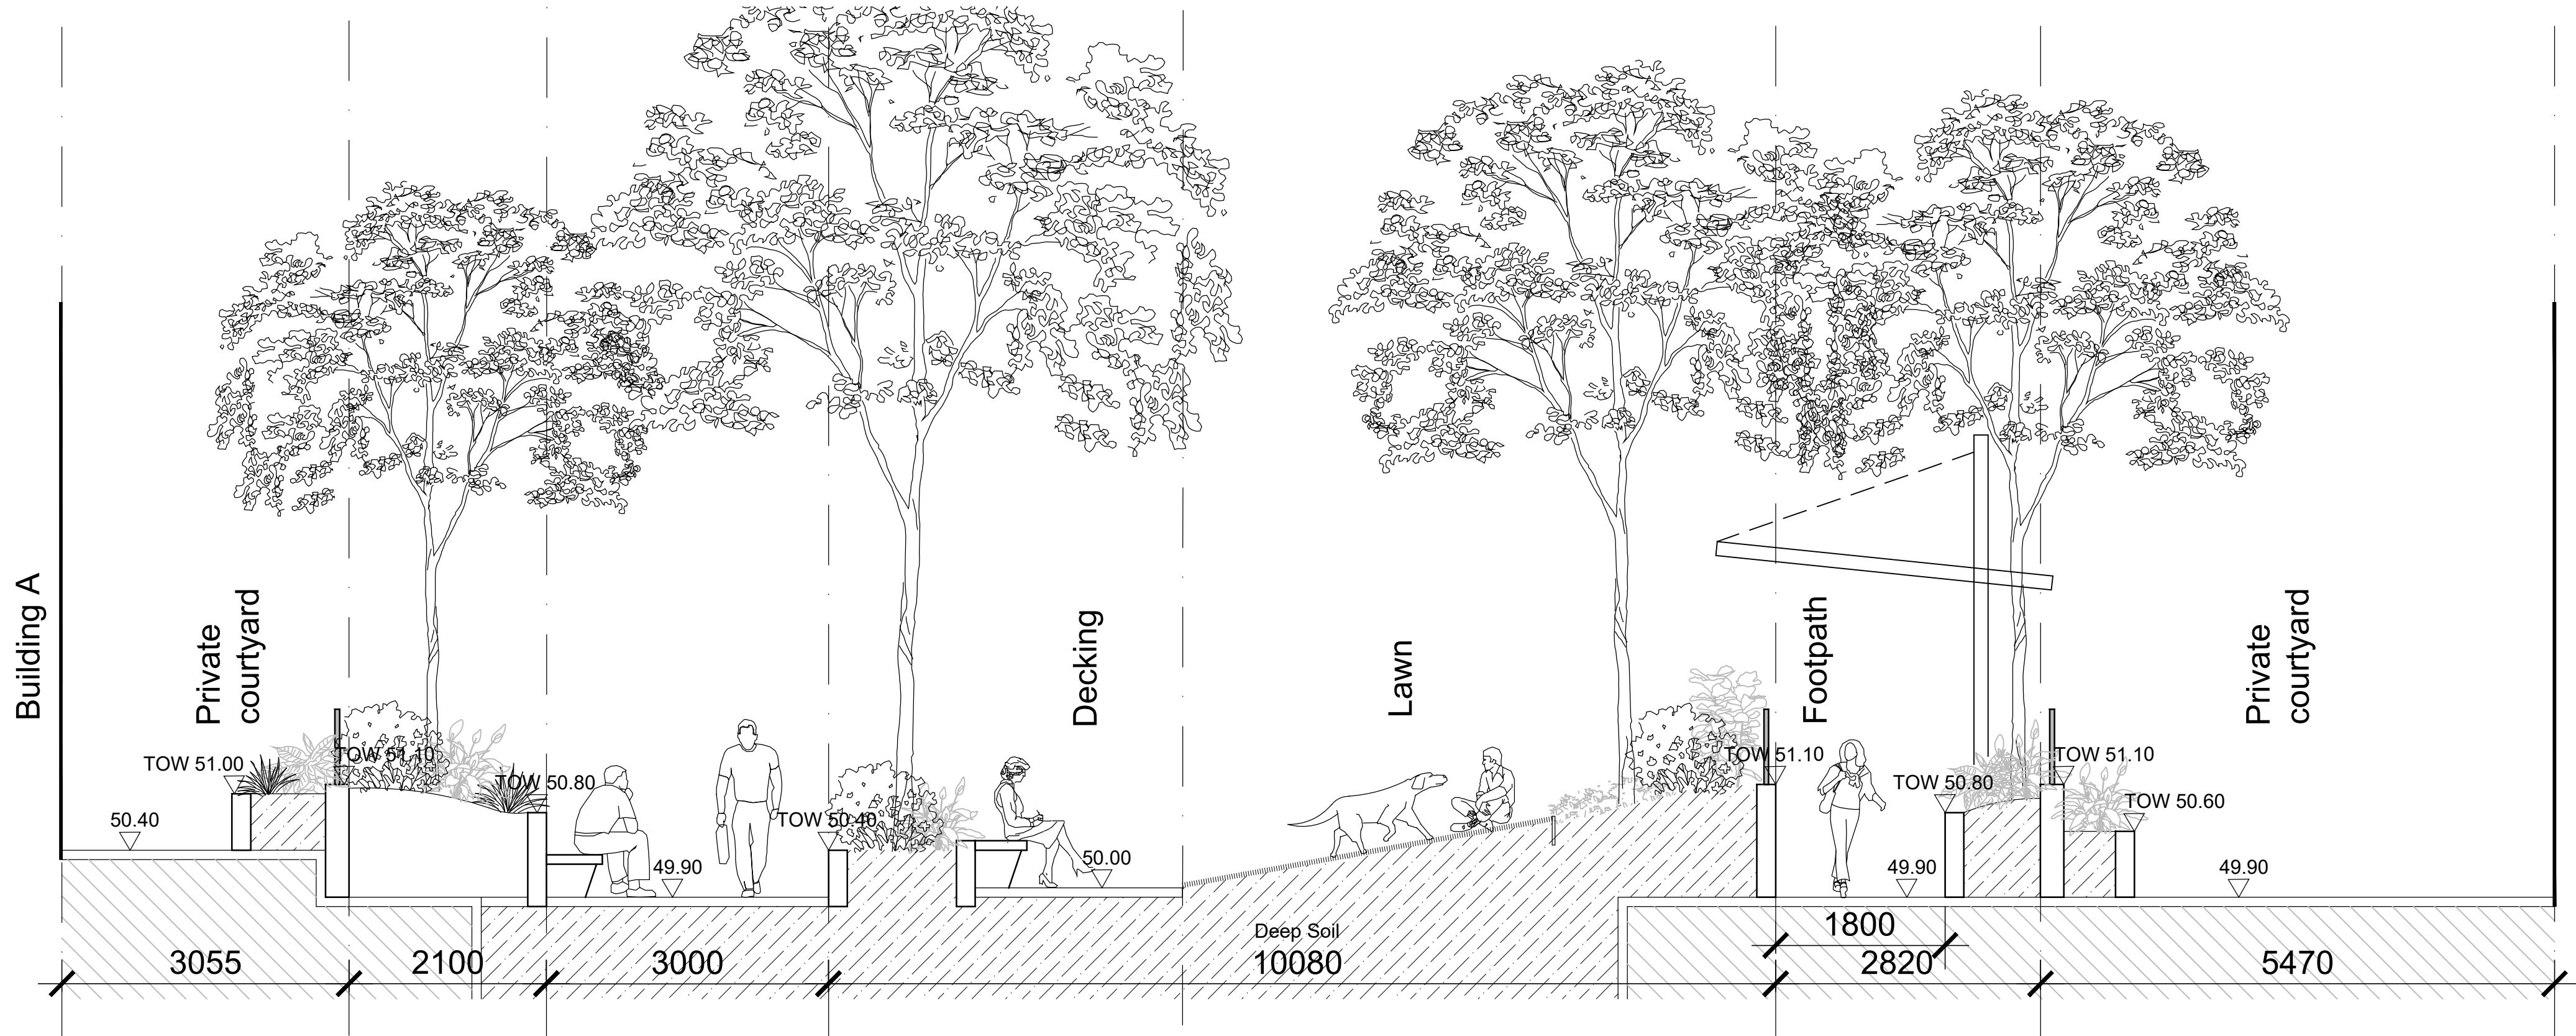 Building A
Private
courtyard
Decking
Lawn
Footpath
Private
courtyard
TOW 51.00
TOW 51.10
TOW 50.80
TOW 50.40
TOW 51.10
TOW 50.80
TOW 51.10
TOW 50.60
50.40
49.90
50.00
49.90
49.90
Deep Soil
1800
3055
2100
3000
10080
2820
5470